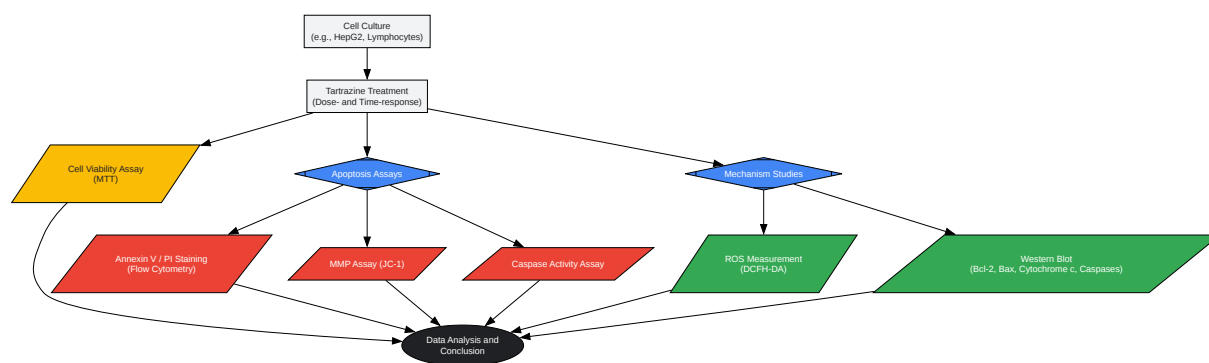 Cell Culture
(e.g., HepG2, Lymphocytes)
Tartrazine Treatment
(Dose- and Time-response)
Cell Viability Assay
(MTT)
Apoptosis Assays
Mechanism Studies
Annexin V / PI Staining
(Flow Cytometry)
MMP Assay (JC-1)
Caspase Activity Assay
ROS Measurement
(DCFH-DA)
Western Blot
(Bcl-2, Bax, Cytochrome c, Caspases)
Data Analysis and
Conclusion